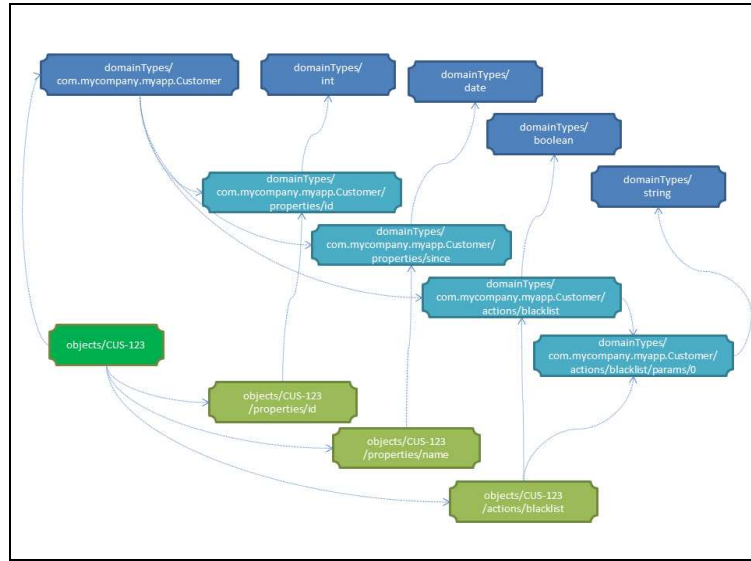 domainTypes/
com.mycompany.myapp.Customer
domainTypes/
int
domainTypes/
date
domainTypes/
boolean
domainTypes/
string
domainTypes/
com.mycompany.myapp.Customer/
properties/id
domainTypes/
com.mycompany.myapp.Customer/
properties/since
domainTypes/
com.mycompany.myapp.Customer/
actions/blacklist
domainTypes/
com.mycompany.myapp.Customer/
actions/blacklist/params/0
objects/CUS-123
objects/CUS-123
/properties/id
objects/CUS-123
/properties/name
objects/CUS-123
/actions/blacklist